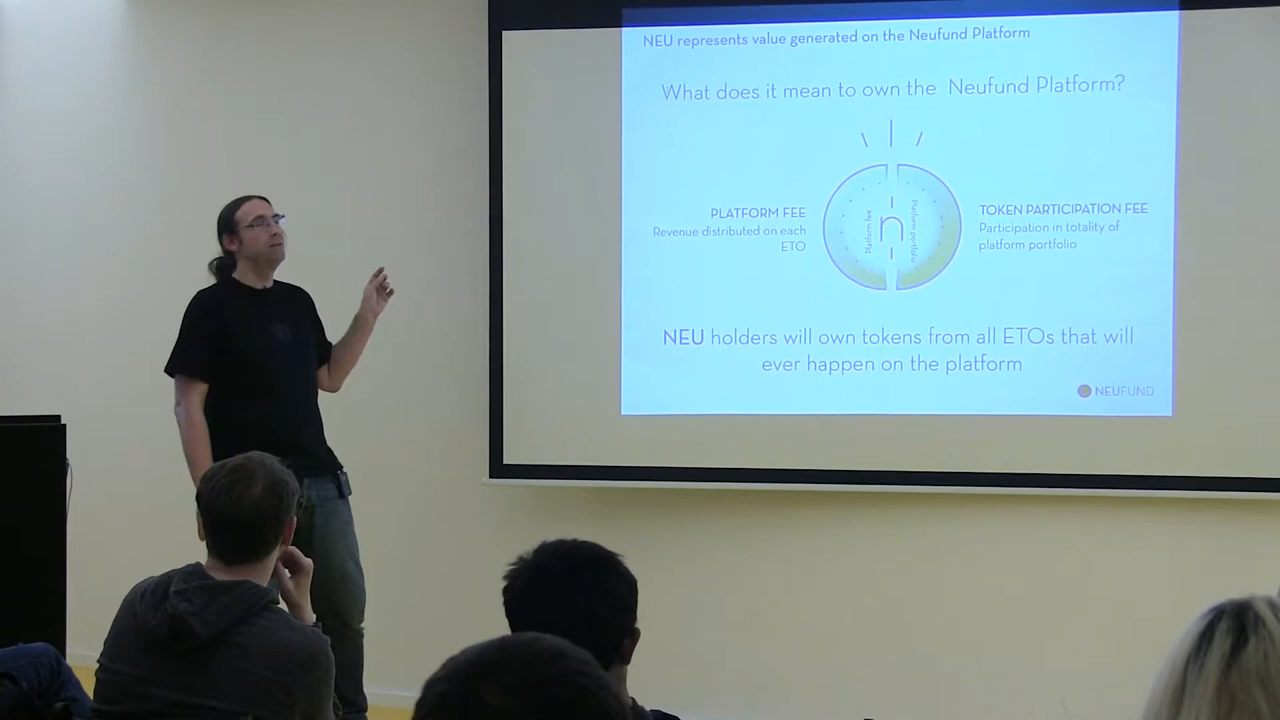 NEU represents value generated on the Neufund Platform
What does it mean to own the Neufund Platform?
PLATFORM FEE
Revenue distributed on each
ETO
Platform fee
n
Platform portfolio
TOKEN PARTICIPATION FEE
Participation in totality of
platform portfolio
NEU holders will own tokens from all ETOs that will
ever happen on the platform
NEUFUND